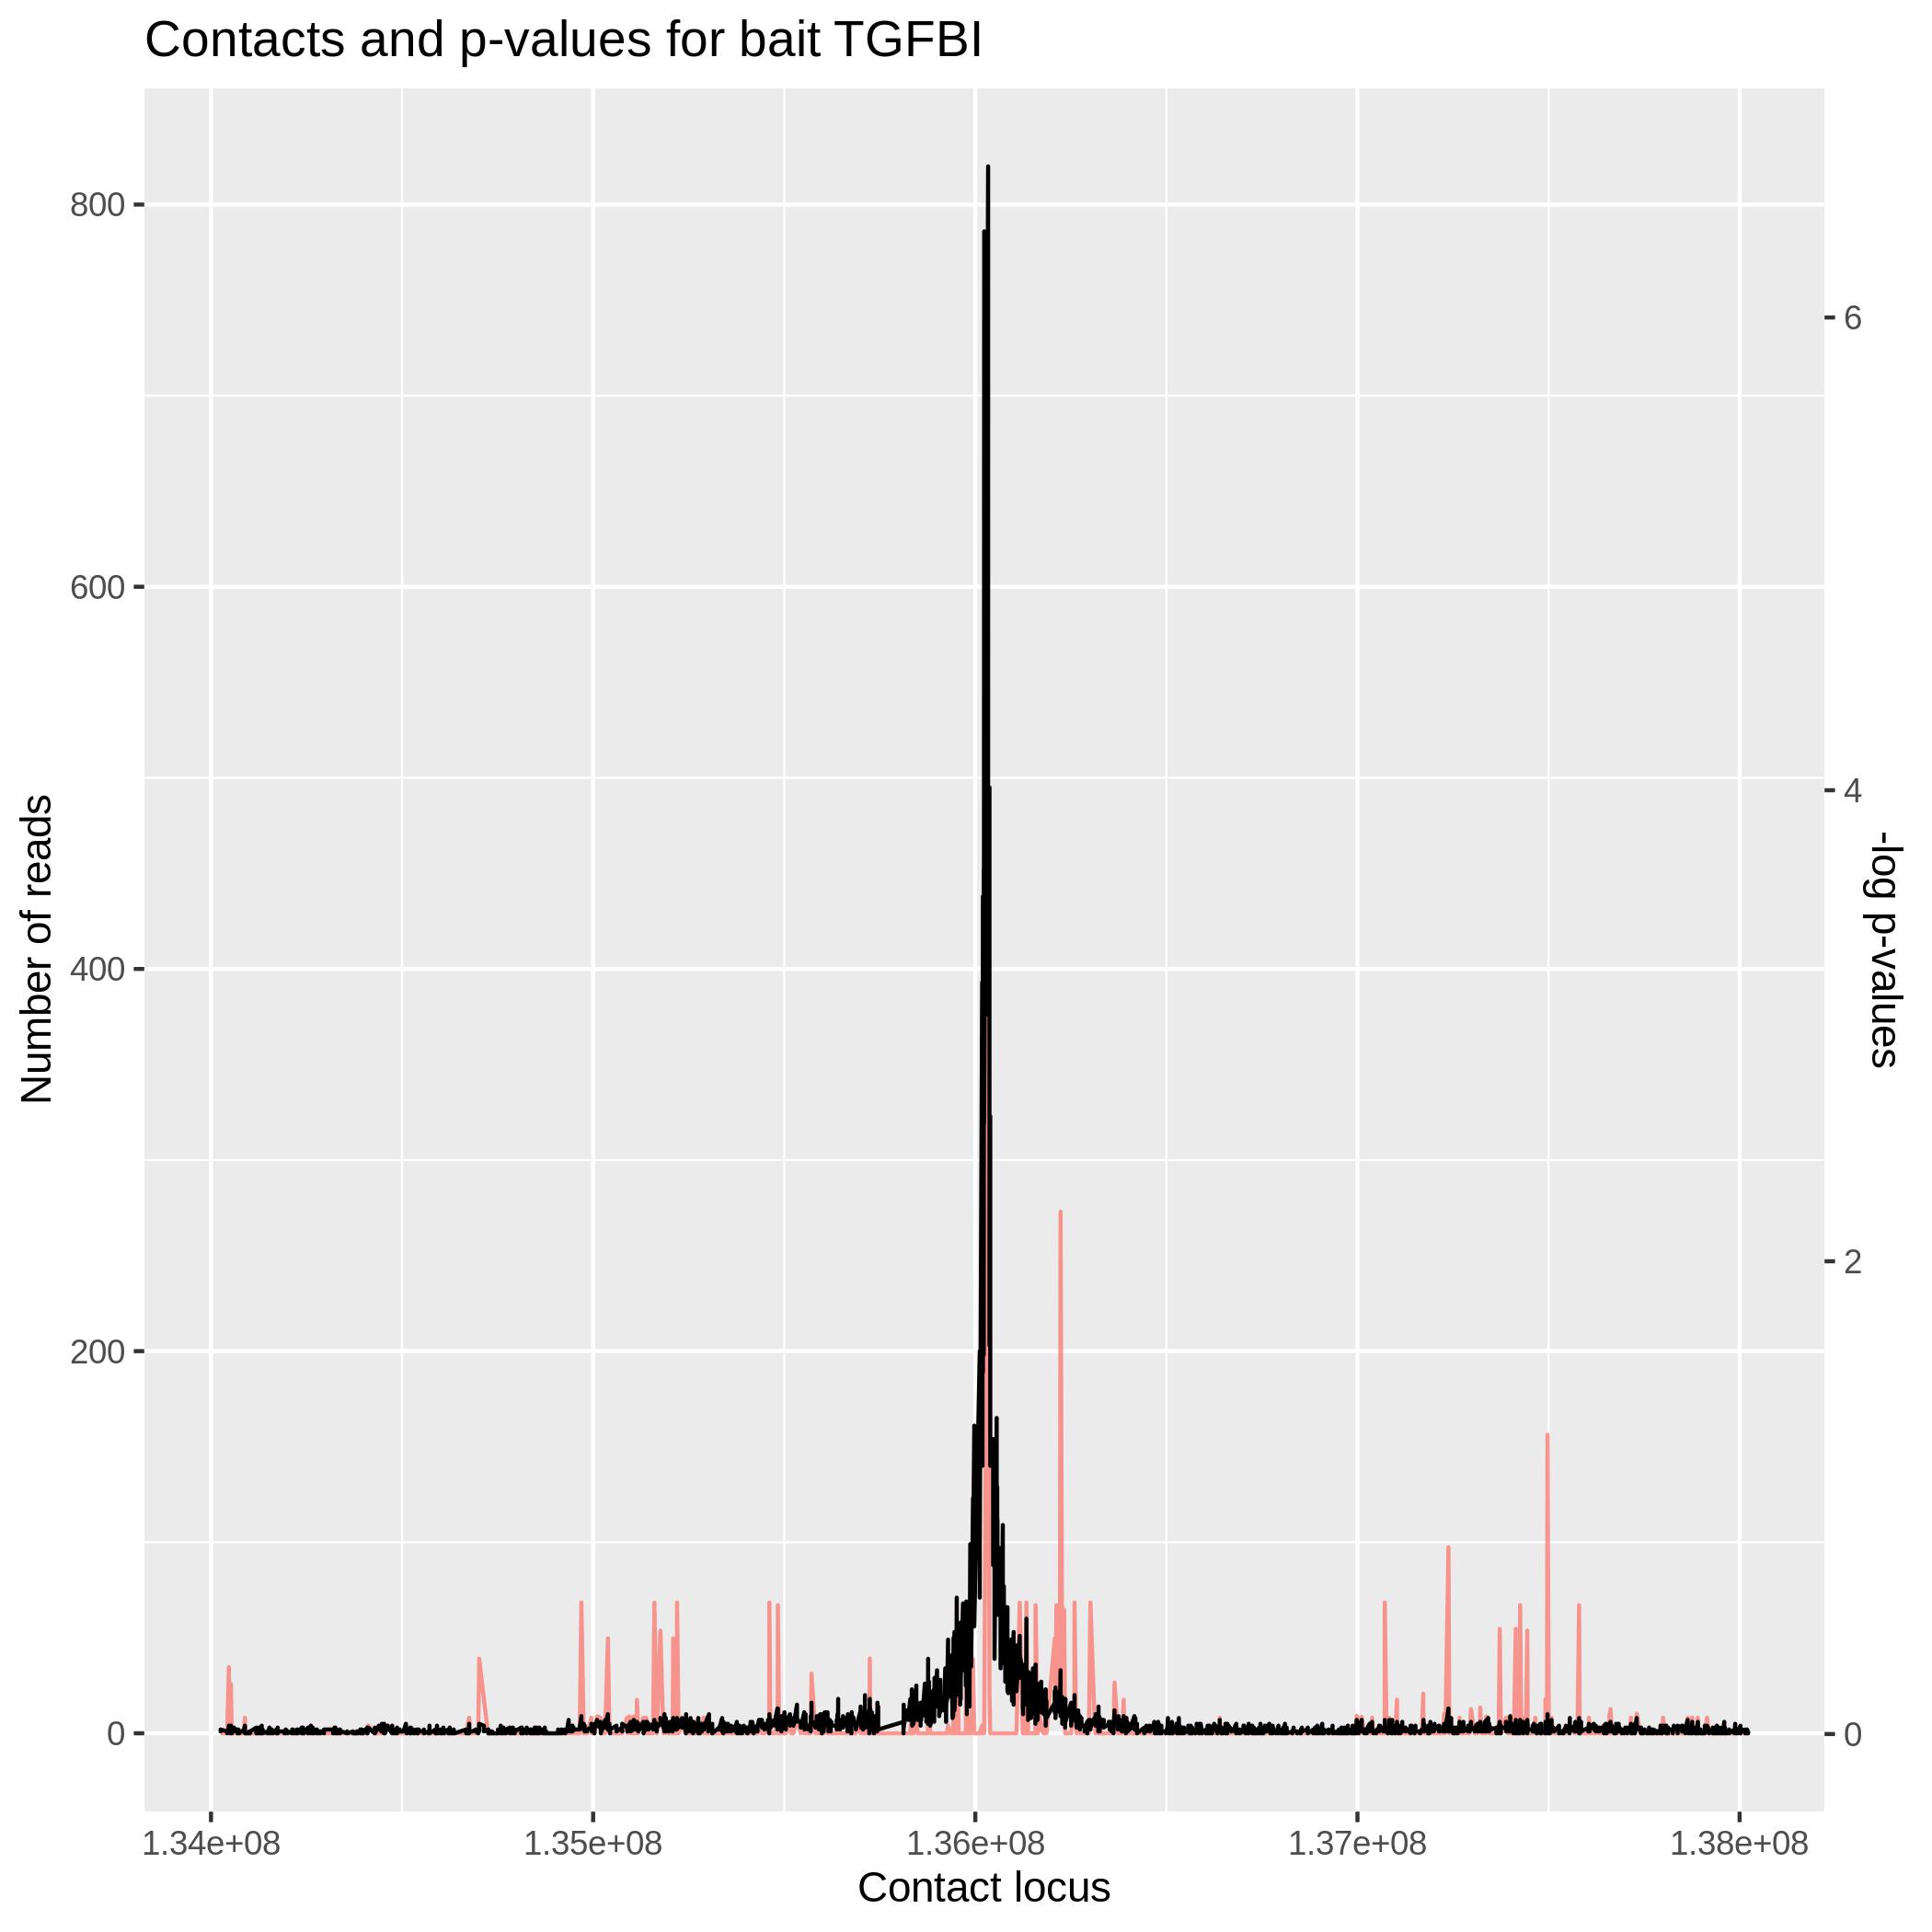 Contacts and p-values for bait TGFBI
800
600
400
200
0
Number of reads
6
4
2
0
-log p-values
1.34e+08
1.35e+08
1.36e+08
1.37e+08
1.38e+08
Contact locus